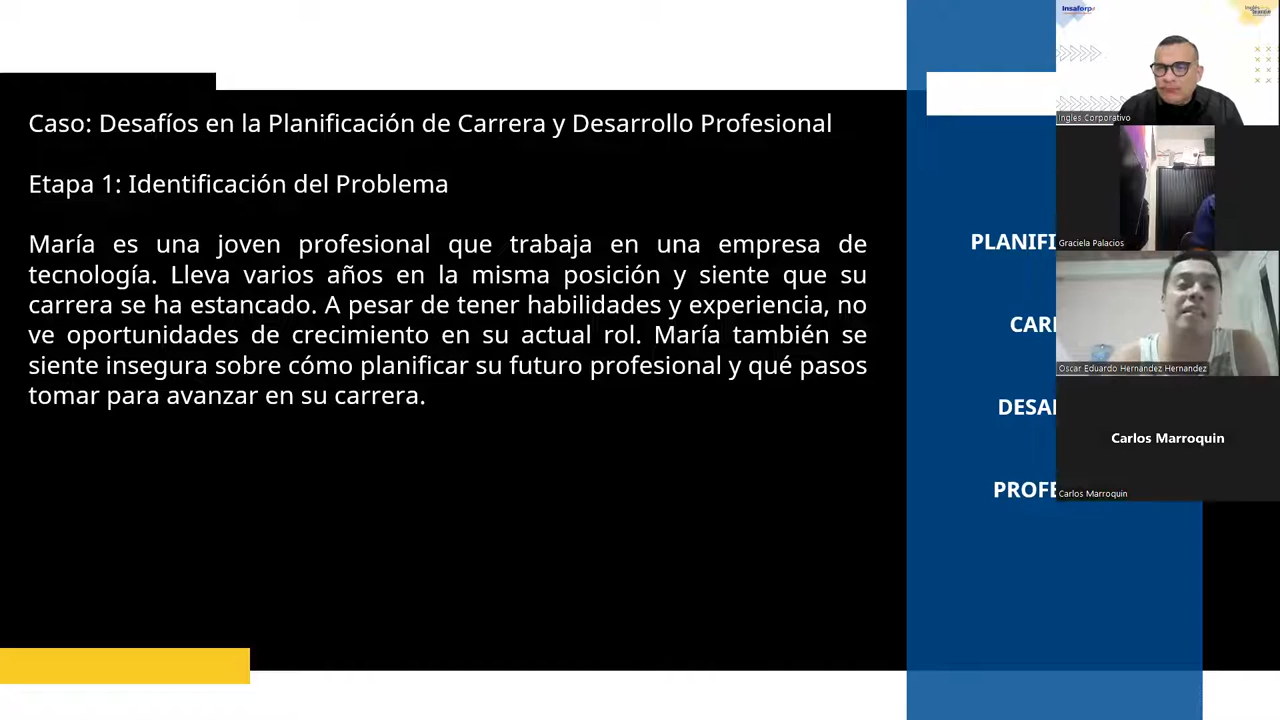 Caso: Desafíos en la Planificación de Carrera y Desarrollo Profesional
Etapa 1: Identificación del Problema
María es una joven profesional que trabaja en una empresa de
tecnología. Lleva varios años en la misma posición y siente que su
carrera se ha estancado. A pesar de tener habilidades y experiencia, no
ve oportunidades de crecimiento en su actual rol. María también se
siente insegura sobre cómo planificar su futuro profesional y qué pasos
tomar para avanzar en su carrera.
PLANIFI
CAR
DESA
PROFE
Insaforp
Ingles Corporativo
Graciela Palacios
Oscar Eduardo Hernandez Hernandez
Carlos Marroquin
Carlos Marroquin